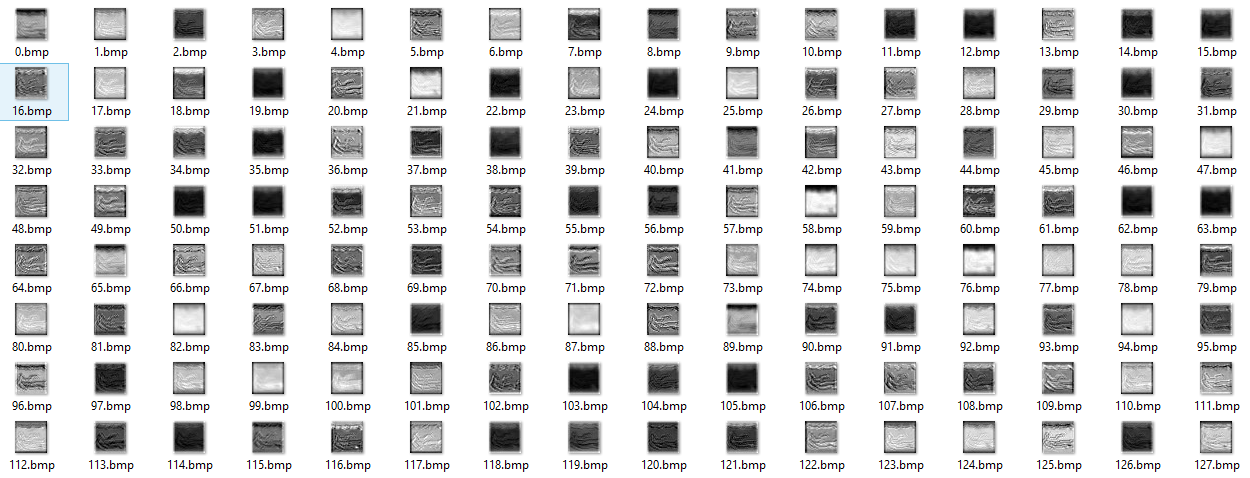 0.bmp 1.bmp 2.bmp 3.bmp 4.bmp 5.bmp 6.bmp 7.bmp 8.bmp 9.bmp 10.bmp 11.bmp 12.bmp 13.bmp 14.bmp 15.bmp
16.bmp 17.bmp 18.bmp 19.bmp 20.bmp 21.bmp 22.bmp 23.bmp 24.bmp 25.bmp 26.bmp 27.bmp 28.bmp 29.bmp 30.bmp 31.bmp
32.bmp 33.bmp 34.bmp 35.bmp 36.bmp 37.bmp 38.bmp 39.bmp 40.bmp 41.bmp 42.bmp 43.bmp 44.bmp 45.bmp 46.bmp 47.bmp
48.bmp 49.bmp 50.bmp 51.bmp 52.bmp 53.bmp 54.bmp 55.bmp 56.bmp 57.bmp 58.bmp 59.bmp 60.bmp 61.bmp 62.bmp 63.bmp
64.bmp 65.bmp 66.bmp 67.bmp 68.bmp 69.bmp 70.bmp 71.bmp 72.bmp 73.bmp 74.bmp 75.bmp 76.bmp 77.bmp 78.bmp 79.bmp
80.bmp 81.bmp 82.bmp 83.bmp 84.bmp 85.bmp 86.bmp 87.bmp 88.bmp 89.bmp 90.bmp 91.bmp 92.bmp 93.bmp 94.bmp 95.bmp
96.bmp 97.bmp 98.bmp 99.bmp 100.bmp 101.bmp 102.bmp 103.bmp 104.bmp 105.bmp 106.bmp 107.bmp 108.bmp 109.bmp 110.bmp 111.bmp
112.bmp 113.bmp 114.bmp 115.bmp 116.bmp 117.bmp 118.bmp 119.bmp 120.bmp 121.bmp 122.bmp 123.bmp 124.bmp 125.bmp 126.bmp 127.bmp